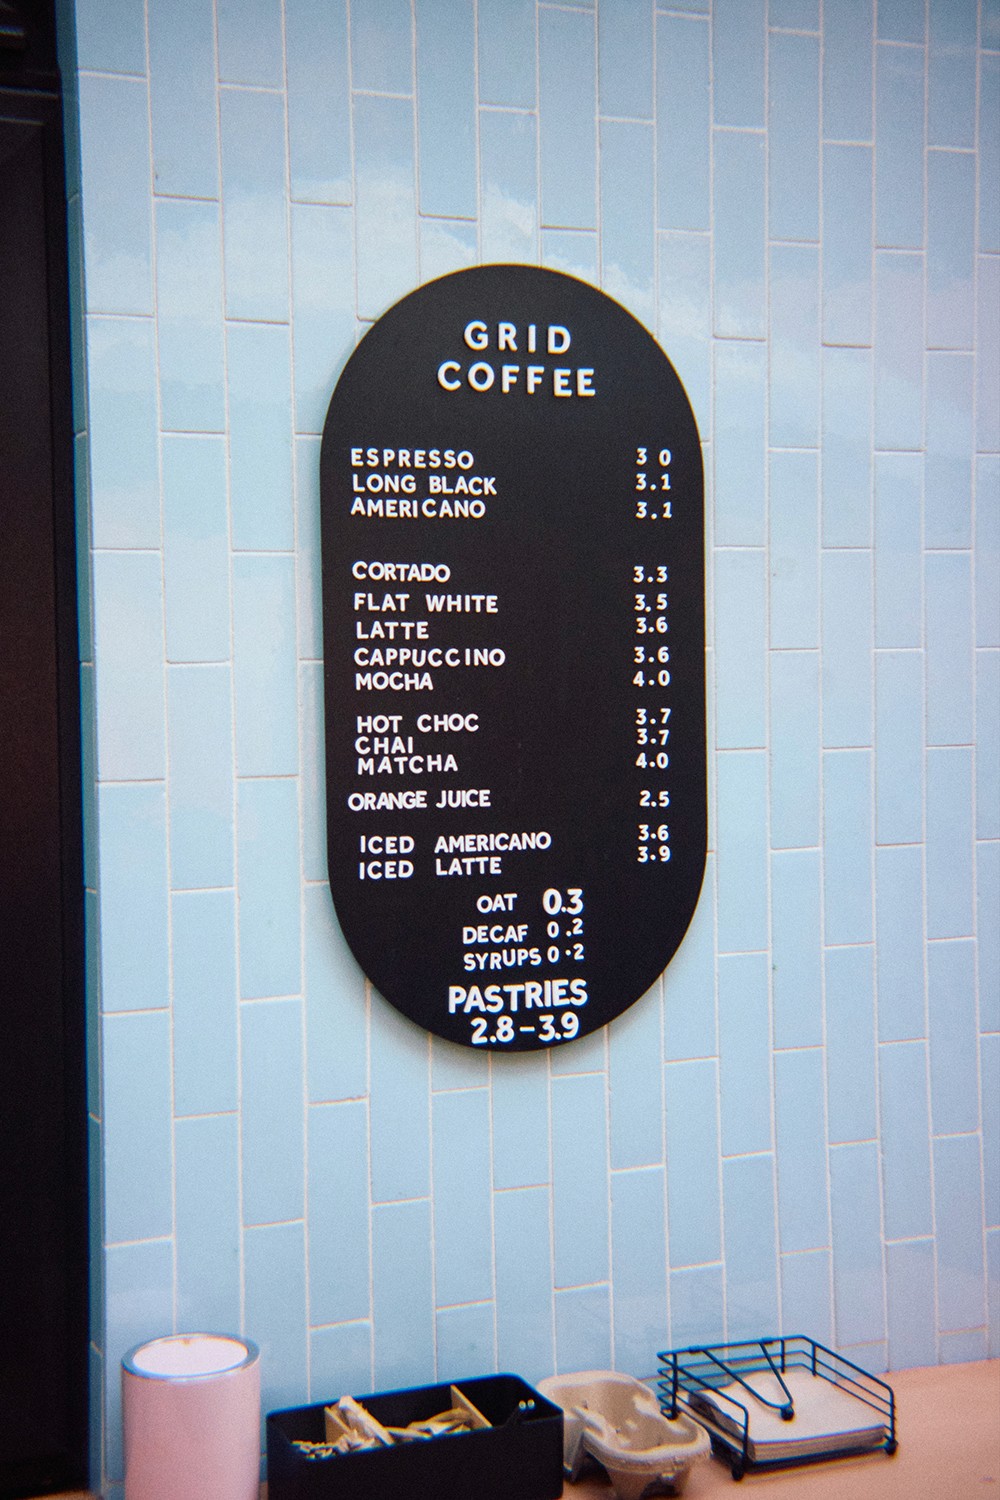 GRID
COFFEE
ESPRESSO 3 0
LONG BLACK 3.1
AMERICANO 3.1
CORTADO 3.3
FLAT WHITE 3.5
LATTE 3.6
CAPPUCCINO 3.6
MOCHA 4.0
HOT CHOC 3.7
CHAI 3.7
MATCHA 4.0
ORANGE JUICE 2.5
ICED AMERICANO 3.6
ICED LATTE 3.9
OAT 0.3
DECAF 0.2
SYRUPS 0.2
PASTRIES
2.8-3.9